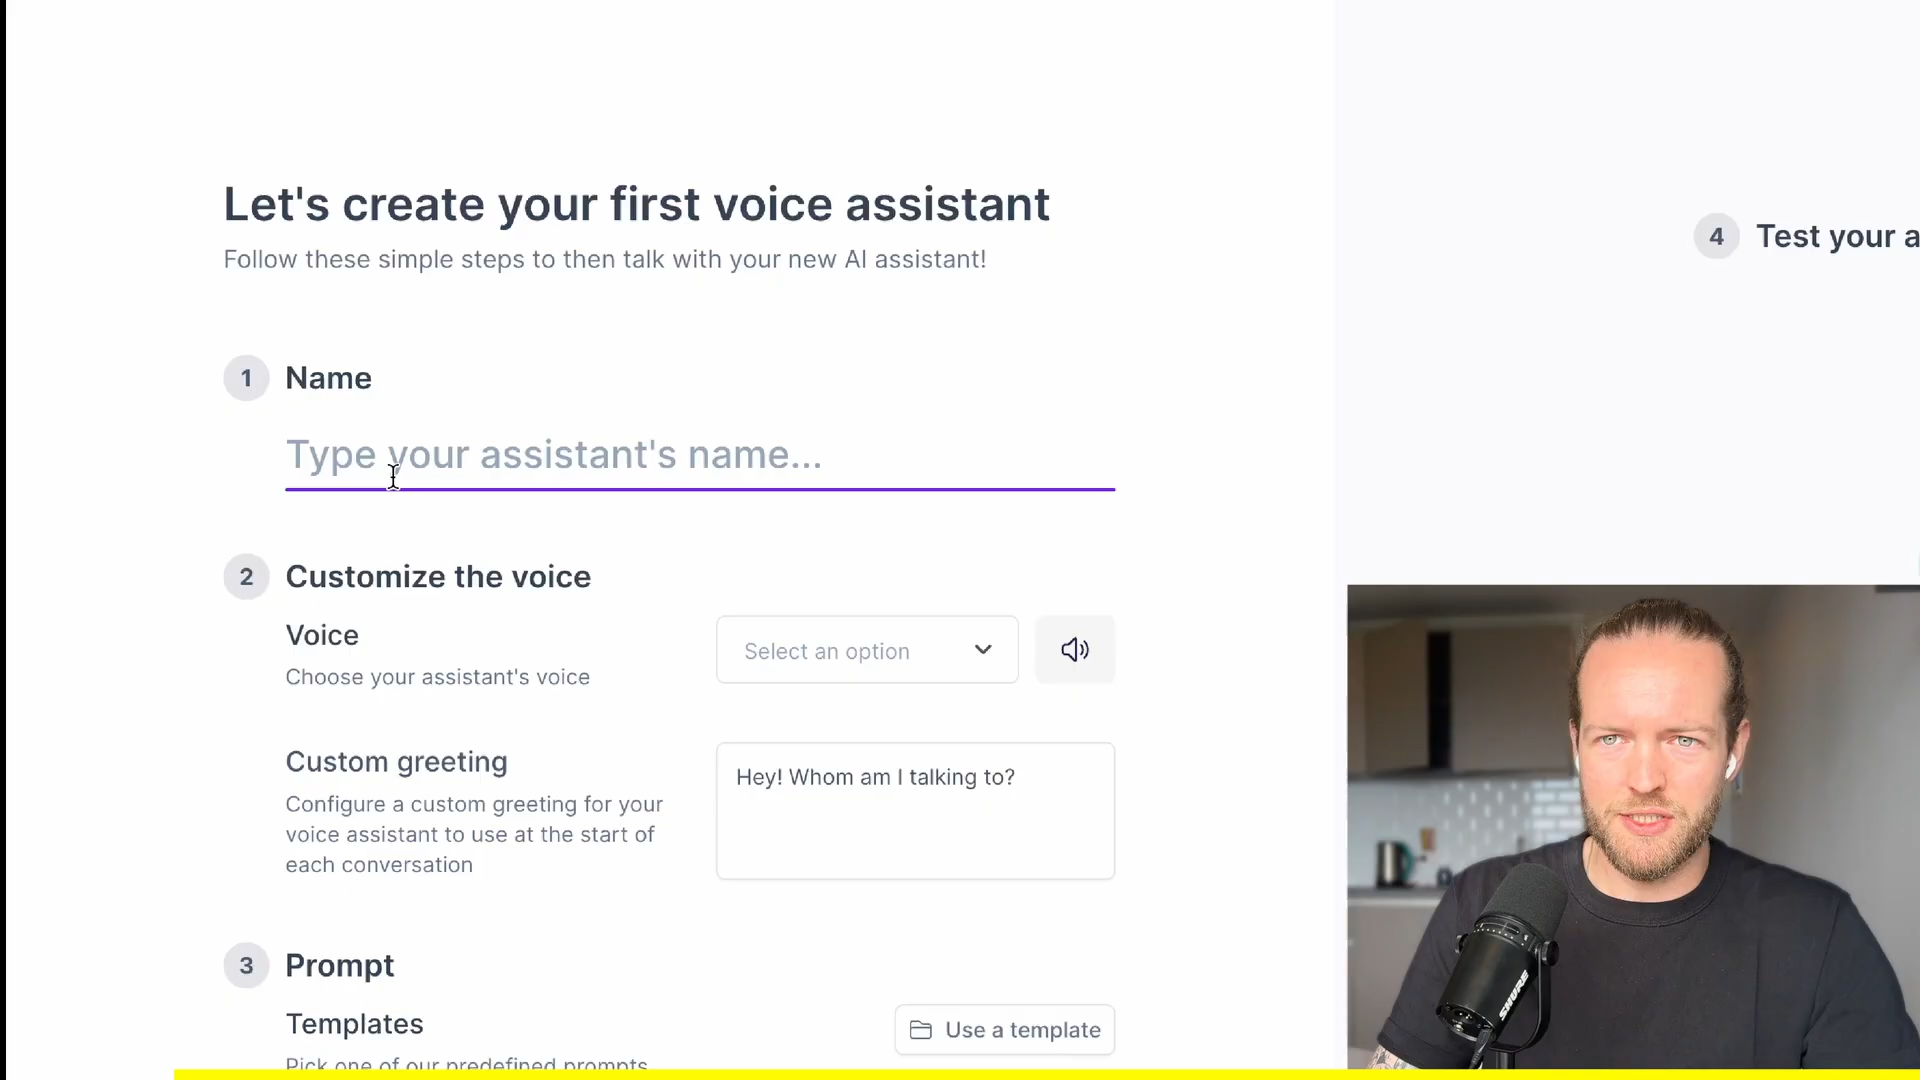 Let's create your first voice assistant
Follow these simple steps to then talk with your new AI assistant!
1 Name
Type your assistant's name...
2 Customize the voice
Voice
Choose your assistant's voice
Select an option
Custom greeting
Configure a custom greeting for your
voice assistant to use at the start of
each conversation
Hey! Whom am I talking to?
3 Prompt
Templates
Pick one of our predefined prompts
Use a template
4 Test your a
SHURE